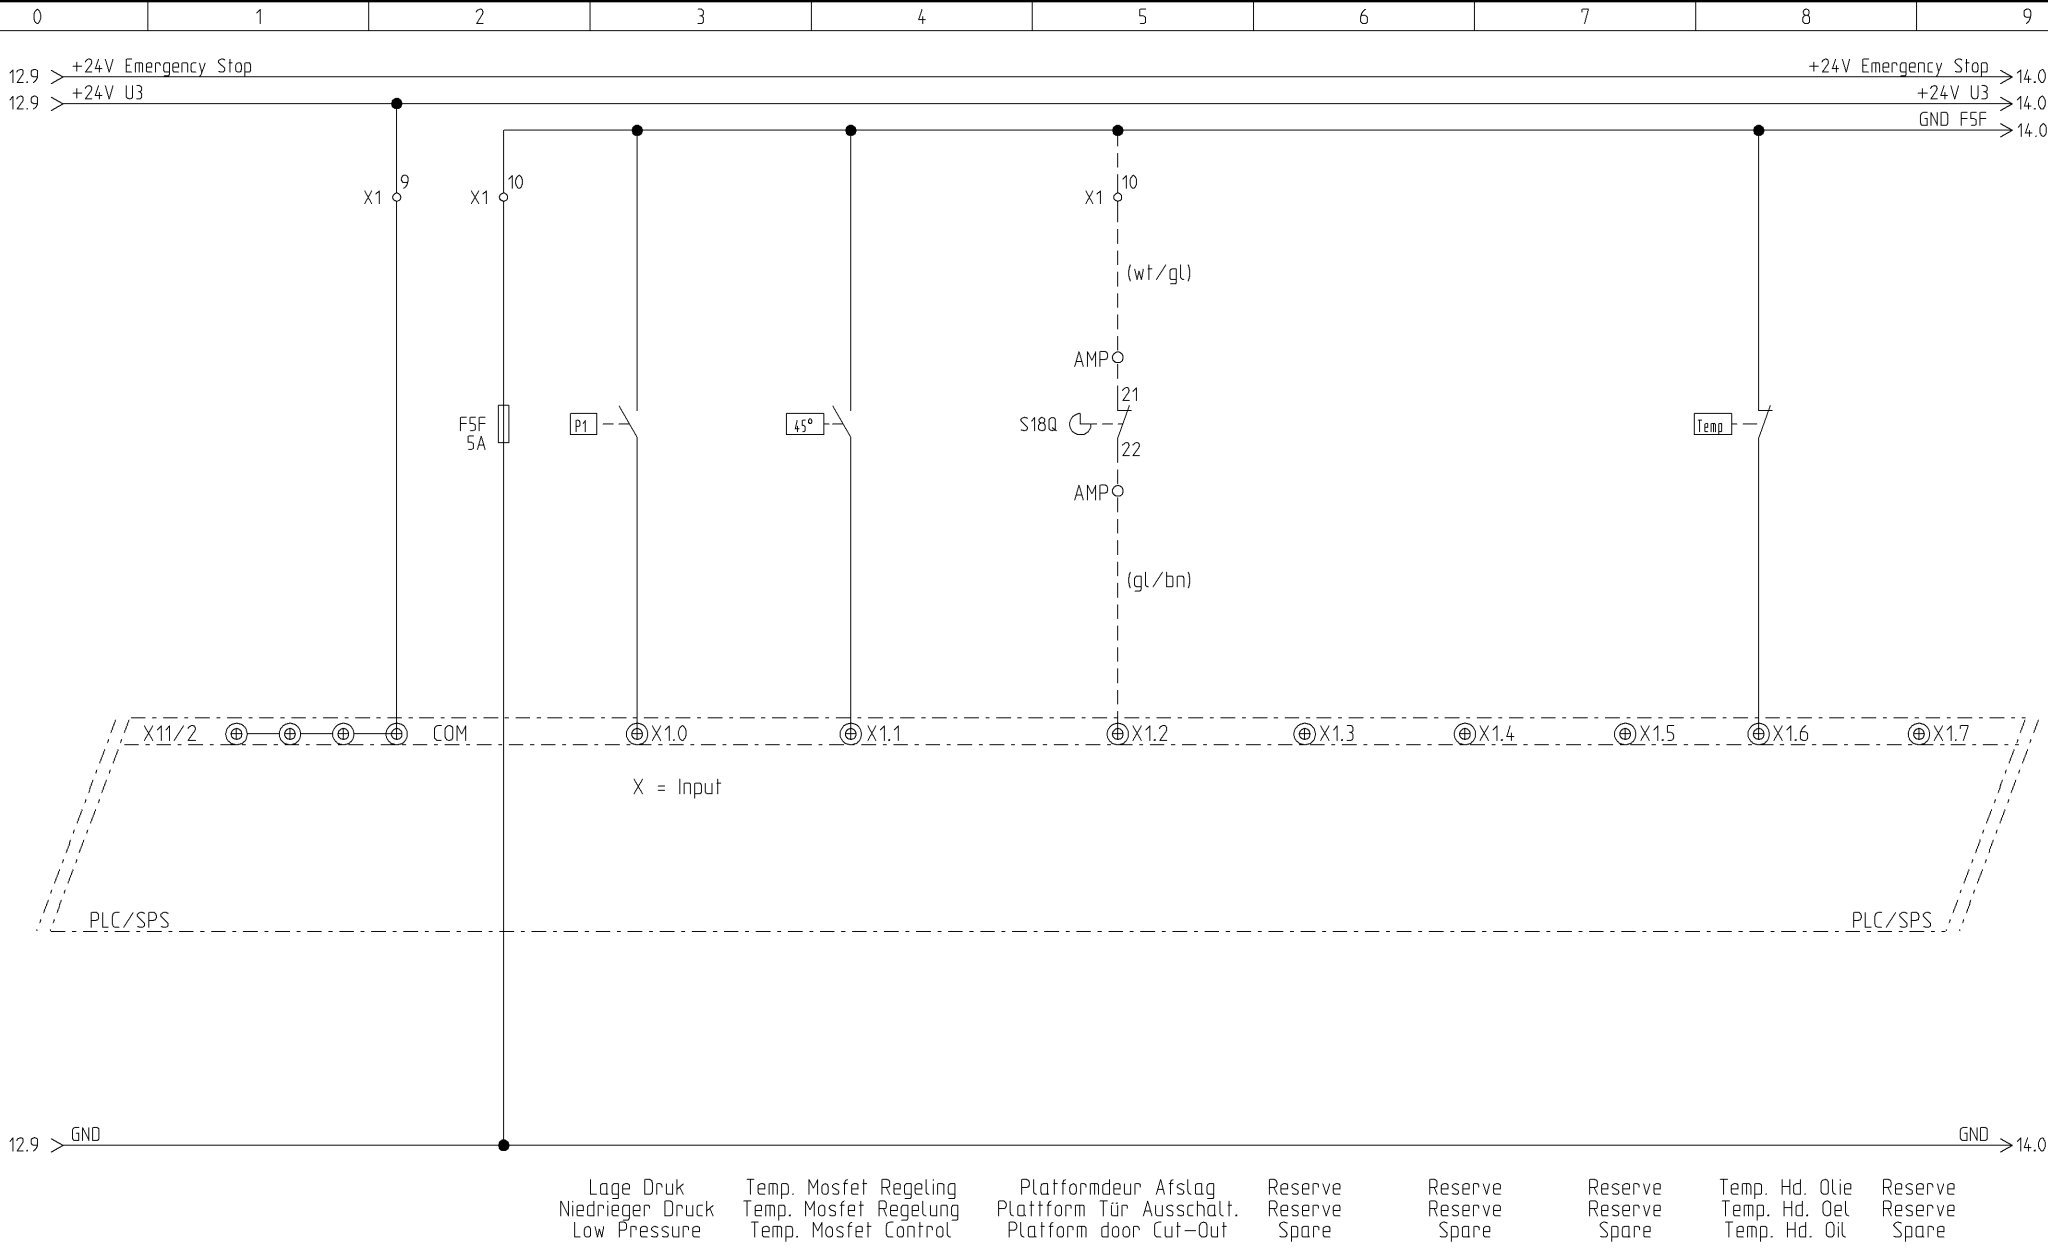 0 1 2 3 4 5 6 7 8 9
12.9 +24V Emergency Stop +24V Emergency Stop 14.0
12.9 +24V U3 +24V U3 14.0
GND F5F 14.0
9 10 10
X1 X1 X1
(wt/gl)
AMP
21
F5F P1 45° S18Q Temp
5A
22
AMP
(gl/bn)
X11/2 COM X1.0 X1.1 X1.2 X1.3 X1.4 X1.5 X1.6 X1.7
X = Input
PLC/SPS PLC/SPS
12.9 GND GND 14.0
Lage Druk Temp. Mosfet Regeling Platformdeur Afslag Reserve Reserve Reserve Temp. Hd. Olie Reserve
Niedrieger Druck Temp. Mosfet Regelung Plattform Tür Ausschalt. Reserve Reserve Reserve Temp. Hd. Oel Reserve
Low Pressure Temp. Mosfet Control Platform door Cut-Out Spare Spare Spare Temp. Hd. Oil Spare